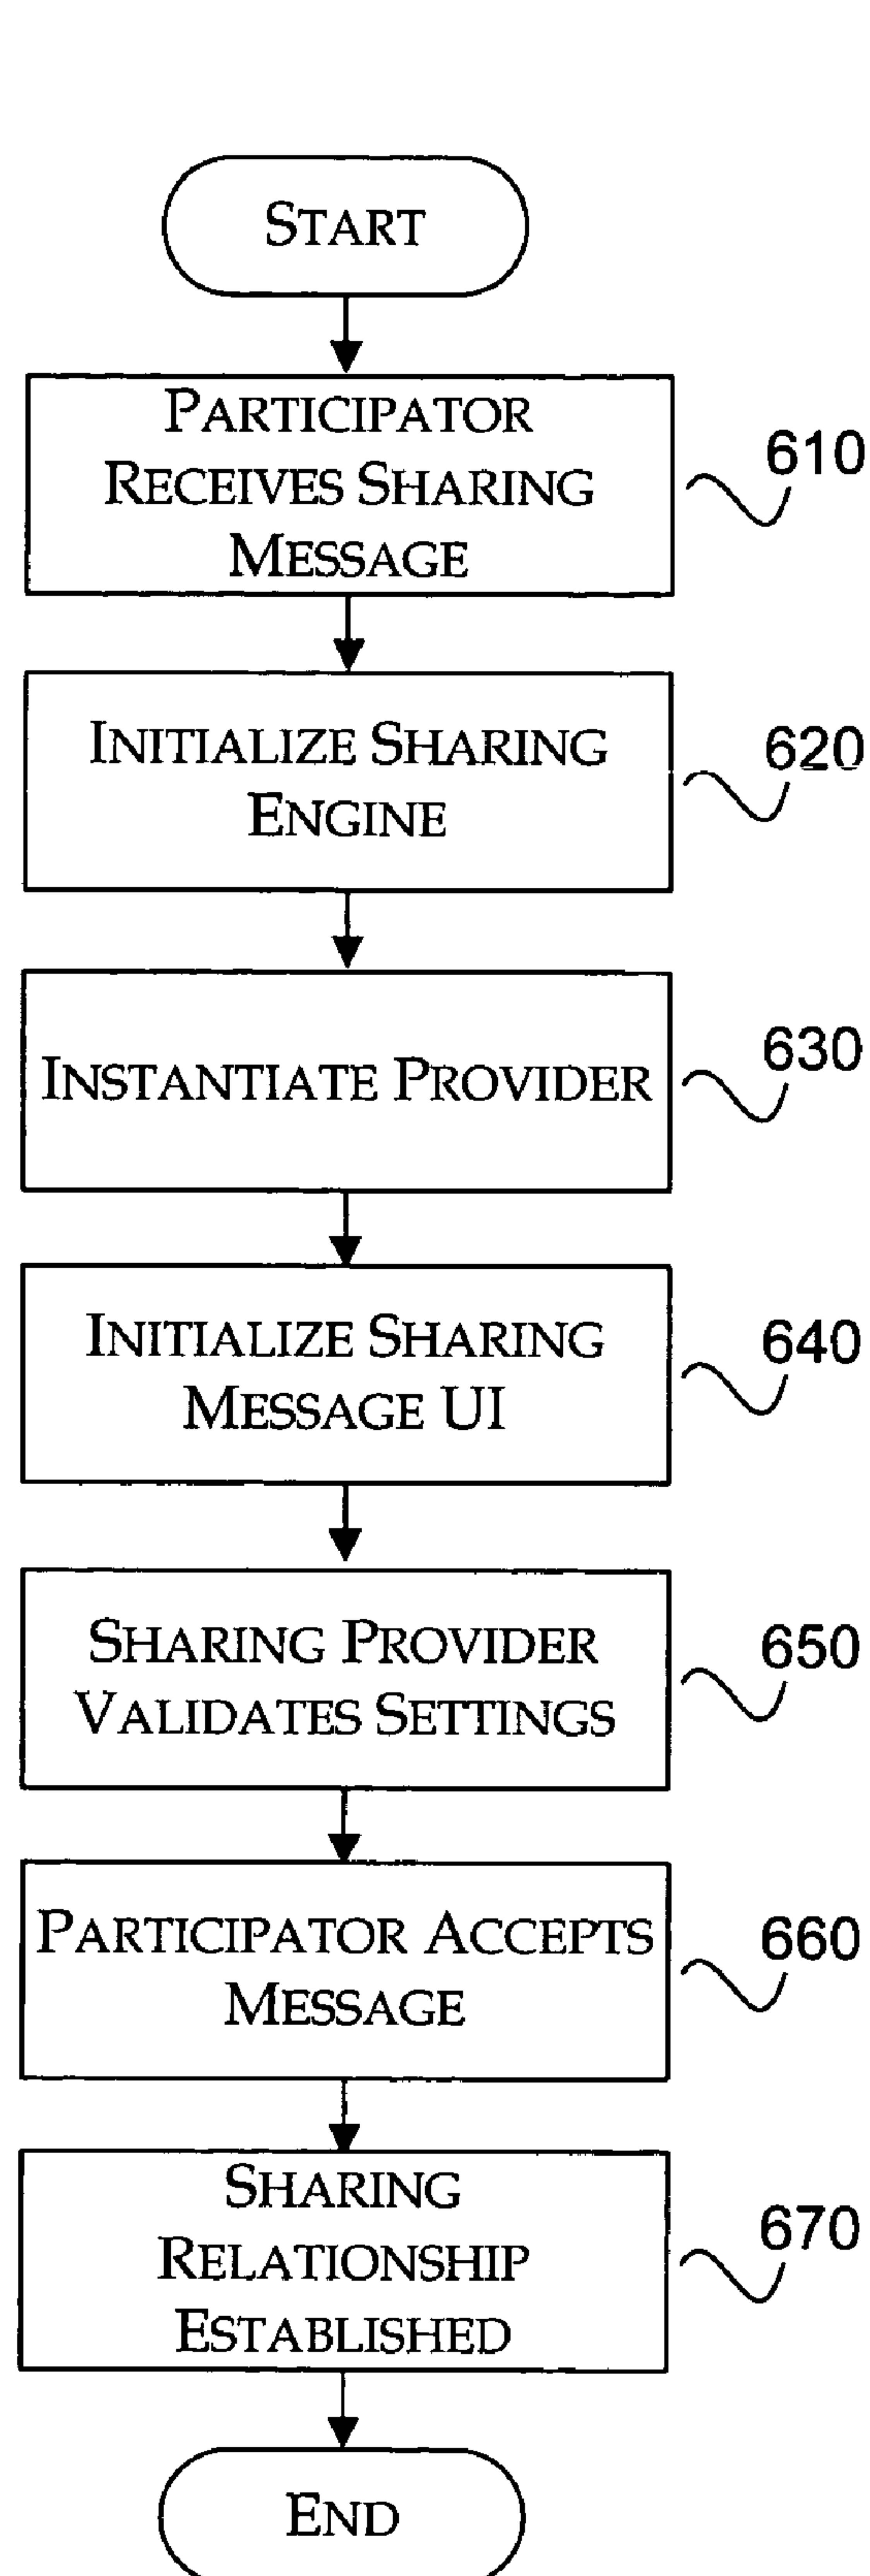 START
PARTICIPATOR
RECEIVES SHARING
MESSAGE
610
INITIALIZE SHARING
ENGINE
620
INSTANTIATE PROVIDER
630
INITIALIZE SHARING
MESSAGE UI
640
SHARING PROVIDER
VALIDATES SETTINGS
650
PARTICIPATOR ACCEPTS
MESSAGE
660
SHARING
RELATIONSHIP
ESTABLISHED
670
END